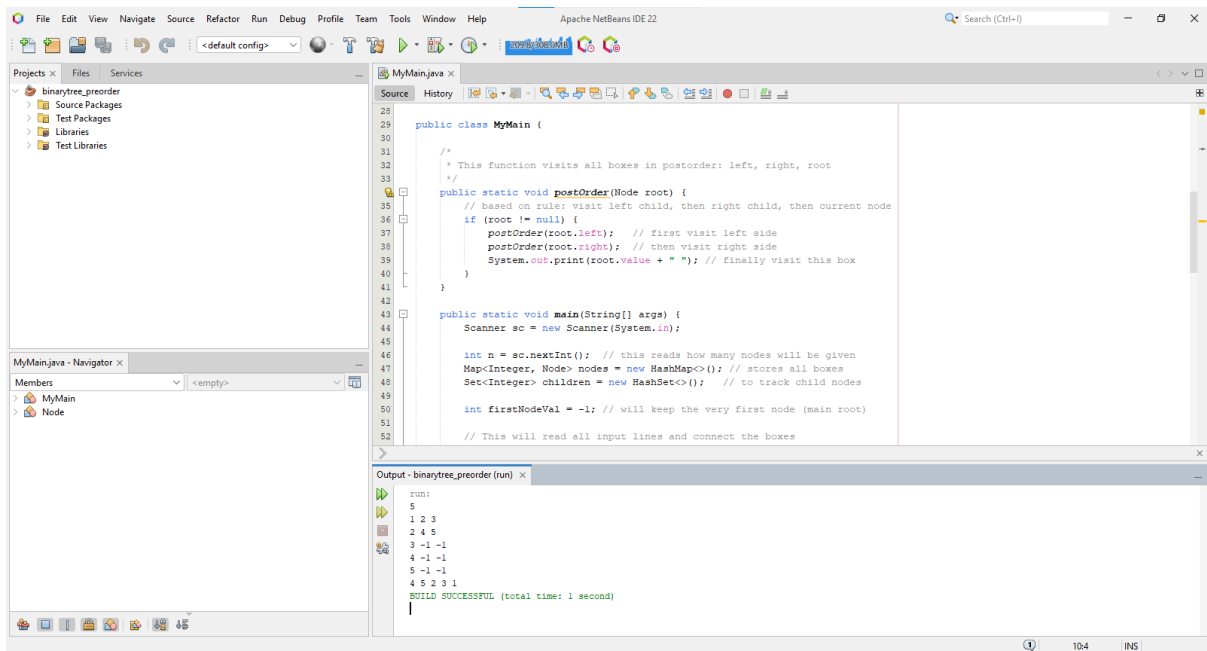 File Edit View Navigate Source Refactor Run Debug Profile Team Tools Window Help Apache NetBeans IDE 22 Search (Ctrl+I)
<default config> 209.8/308.0MB
Projects Files Services
binarytree_preorder
Source Packages
Test Packages
Libraries
Test Libraries
MyMain.java - Navigator
Members <empty>
MyMain
Node
MyMain.java
Source History
28
29 public class MyMain {
30
31 /*
32 * This function visits all boxes in postorder: left, right, root
33 */
public static void postOrder(Node root) {
35 // based on rule: visit left child, then right child, then current node
36 if (root != null) {
37 postOrder(root.left); // first visit left side
38 postOrder(root.right); // then visit right side
39 System.out.print(root.value + " "); // finally visit this box
40 }
41 }
42
43 public static void main(String[] args) {
44 Scanner sc = new Scanner(System.in);
45
46 int n = sc.nextInt(); // this reads how many nodes will be given
47 Map<Integer, Node> nodes = new HashMap<>(); // stores all boxes
48 Set<Integer> children = new HashSet<>(); // to track child nodes
49
50 int firstNodeVal = -1; // will keep the very first node (main root)
51
52 // This will read all input lines and connect the boxes
Output - binarytree_preorder (run)
run:
5
1 2 3
2 4 5
3 -1 -1
4 -1 -1
5 -1 -1
4 5 2 3 1
BUILD SUCCESSFUL (total time: 1 second)
1 10:4 INS